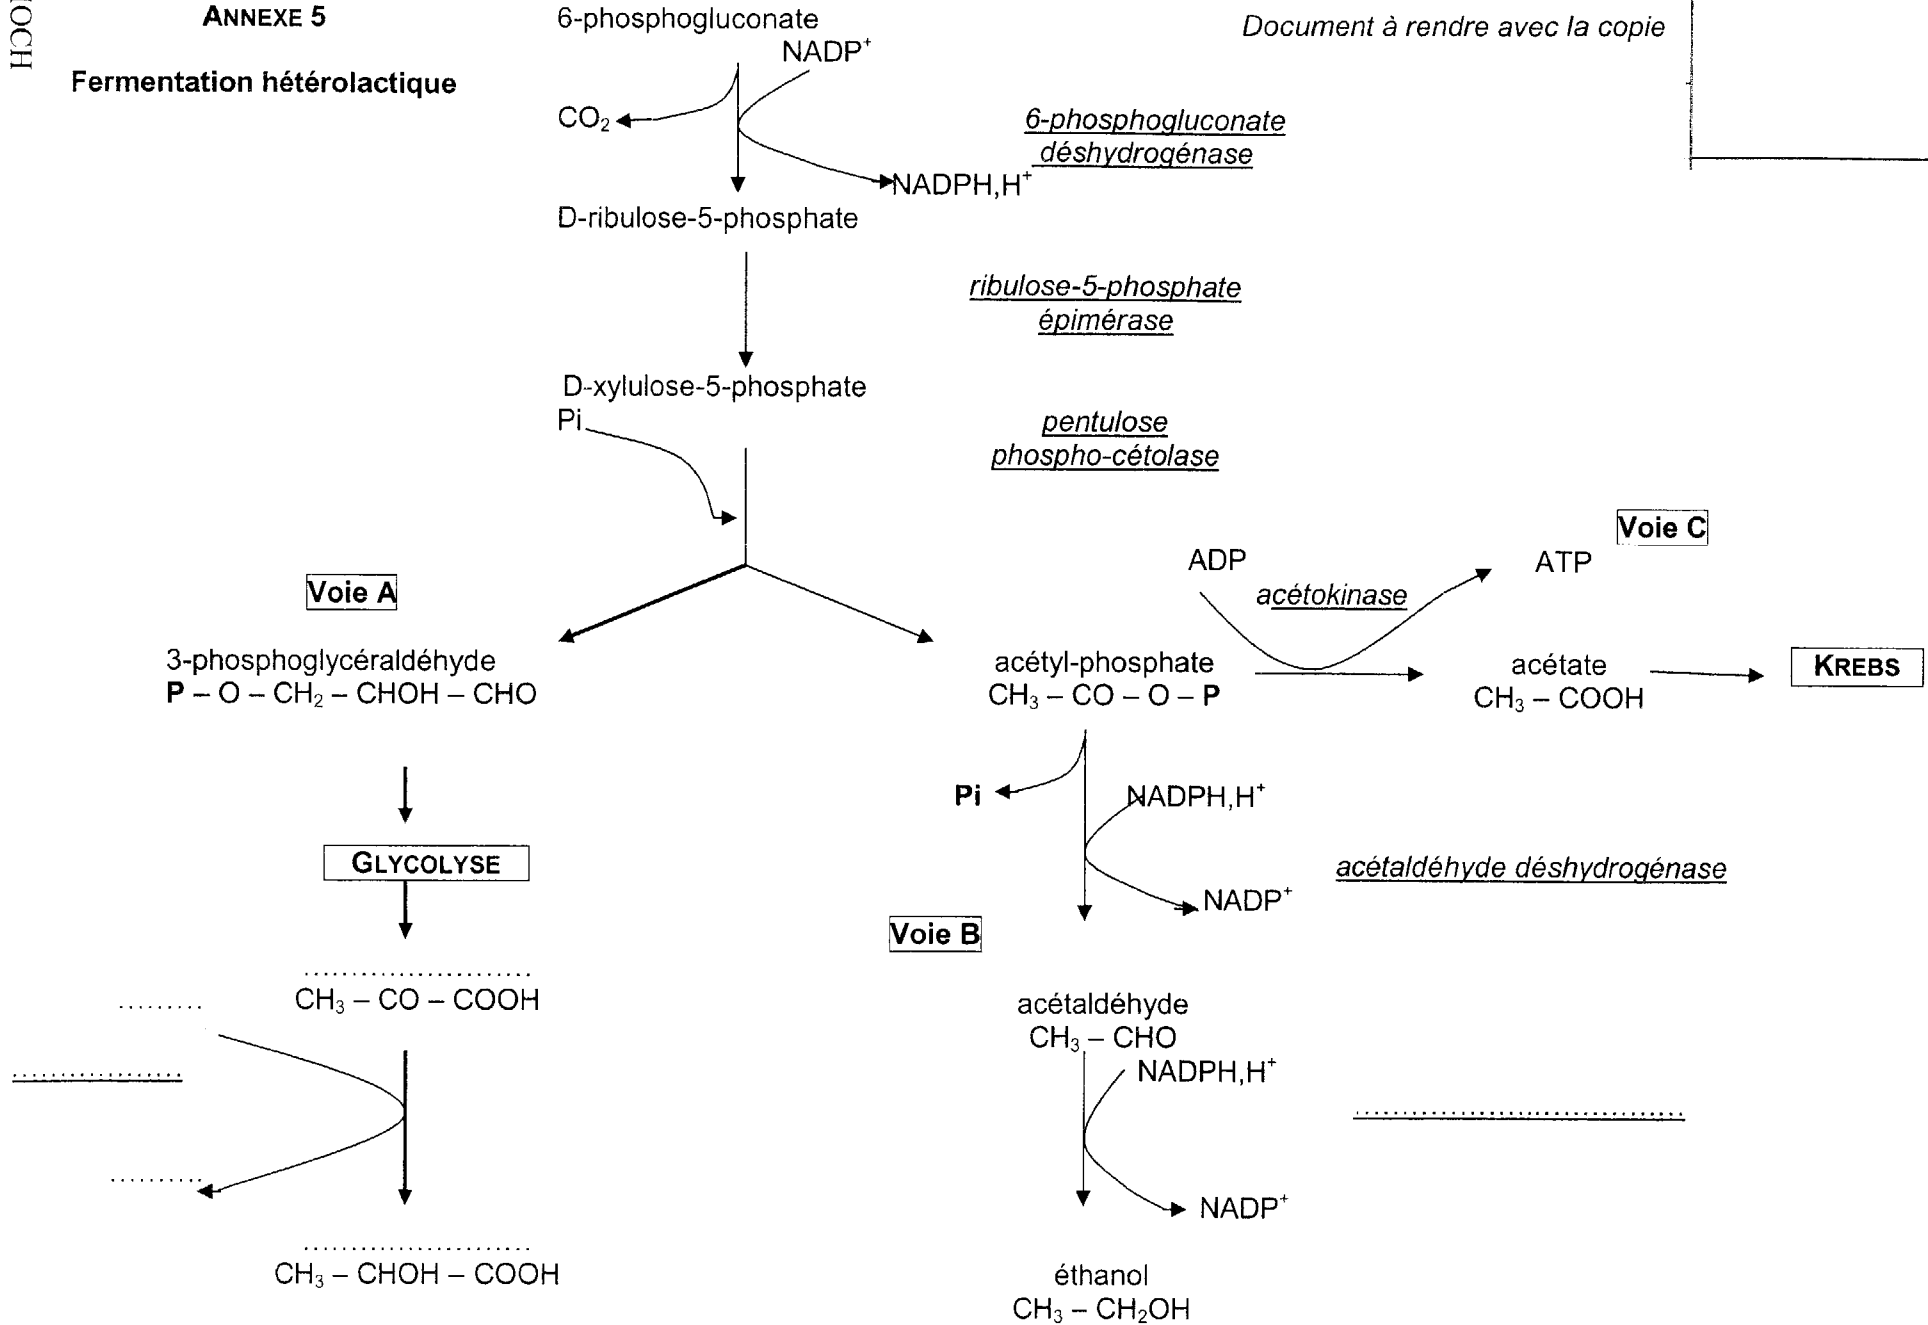 IOCH
ANNEXE 5
Fermentation hétérolactique
Document à rendre avec la copie
6-phosphogluconate
NADP⁺
CO₂
6-phosphogluconate
déshydrogénase
NADPH,H⁺
D-ribulose-5-phosphate
ribulose-5-phosphate
épimérase
D-xylulose-5-phosphate
Pi
pentulose
phospho-cétolase
Voie A
3-phosphoglycéraldéhyde
P – O – CH₂ – CHOH – CHO
GLYCOLYSE
........................
CH₃ – CO – COOH
.........
....................
..........
........................
CH₃ – CHOH – COOH
acétyl-phosphate
CH₃ – CO – O – P
Voie C
ADP
ATP
acétokinase
acétate
CH₃ – COOH
KREBS
Pi
NADPH,H⁺
acétaldéhyde déshydrogénase
NADP⁺
Voie B
acétaldéhyde
CH₃ – CHO
NADPH,H⁺
........................................
NADP⁺
éthanol
CH₃ – CH₂OH